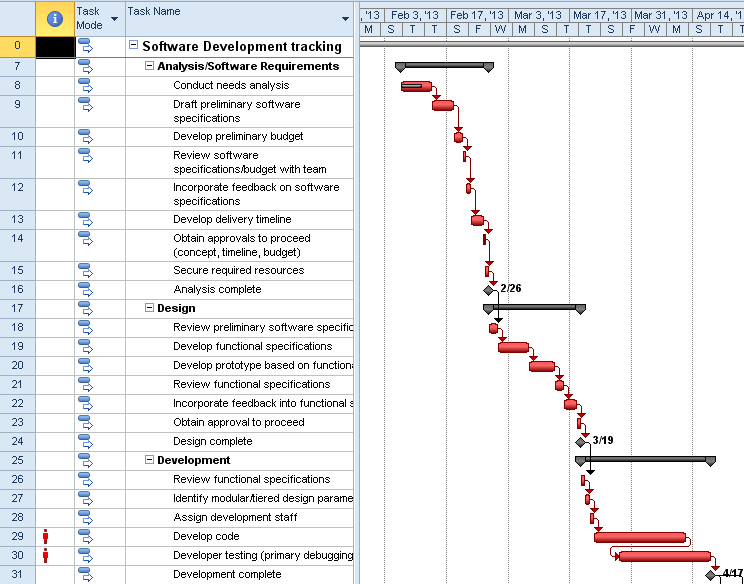 Task Mode
Task Name
, '13 Feb 3, '13 Feb 17, '13 Mar 3, '13 Mar 17, '13 Mar 31, '13 Apr 14, '1
M S T T S M T F S W M S T T S F W M S T
0 Software Development tracking
7 Analysis/Software Requirements
8 Conduct needs analysis
9 Draft preliminary software
specifications
10 Develop preliminary budget
11 Review software
specifications/budget with team
12 Incorporate feedback on software
specifications
13 Develop delivery timeline
14 Obtain approvals to proceed
(concept, timeline, budget)
15 Secure required resources
16 Analysis complete 2/26
17 Design
18 Review preliminary software specific
19 Develop functional specifications
20 Develop prototype based on functiona
21 Review functional specifications
22 Incorporate feedback into functional s
23 Obtain approval to proceed
24 Design complete 3/19
25 Development
26 Review functional specifications
27 Identify modular/tiered design parame
28 Assign development staff
29 Develop code
30 Developer testing (primary debugging
31 Development complete 4/17